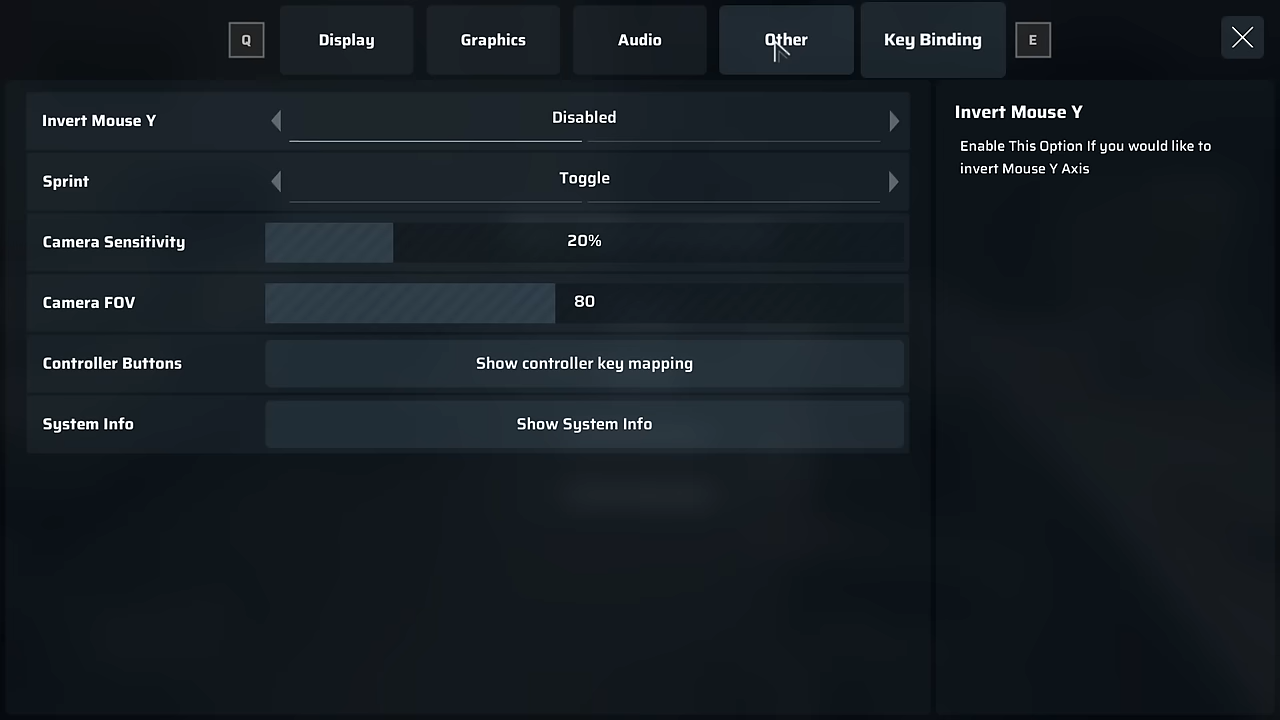 Q Display Graphics Audio Other Key Binding E
Invert Mouse Y Disabled
Sprint Toggle
Camera Sensitivity 20%
Camera FOV 80
Controller Buttons Show controller key mapping
System Info Show System Info
Invert Mouse Y
Enable This Option If you would like to
invert Mouse Y Axis